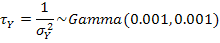 τ_Y = 1/σ_Y^2 ~Gamma(0.001, 0.001)